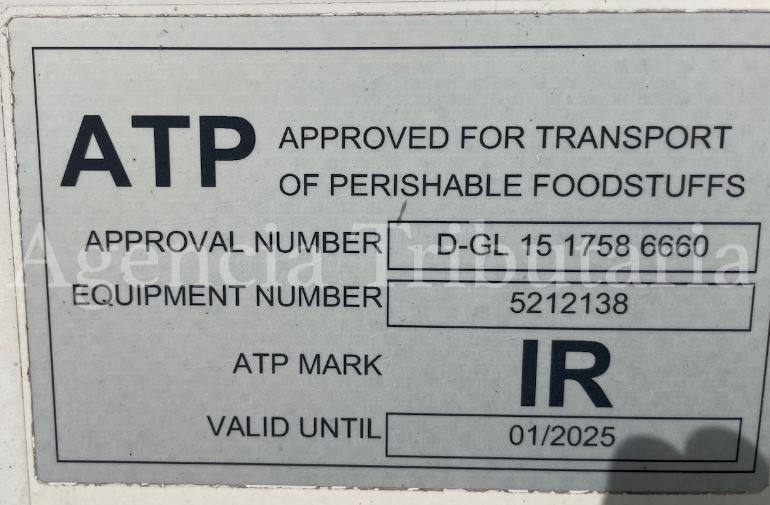 ATP APPROVED FOR TRANSPORT
OF PERISHABLE FOODSTUFFS
APPROVAL NUMBER D-GL 15 1758 6660
Agencia Tributaria
EQUIPMENT NUMBER 5212138
ATP MARK IR
VALID UNTIL 01/2025